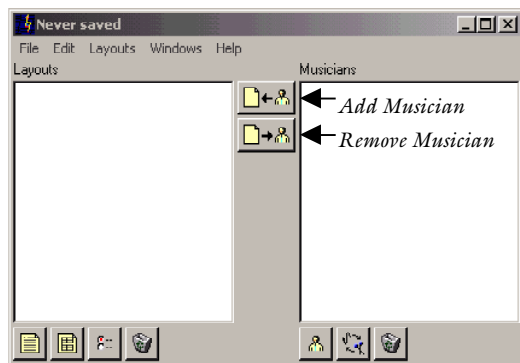 Never saved
File Edit Layouts Windows Help
Layouts
Musicians
Add Musician
Remove Musician